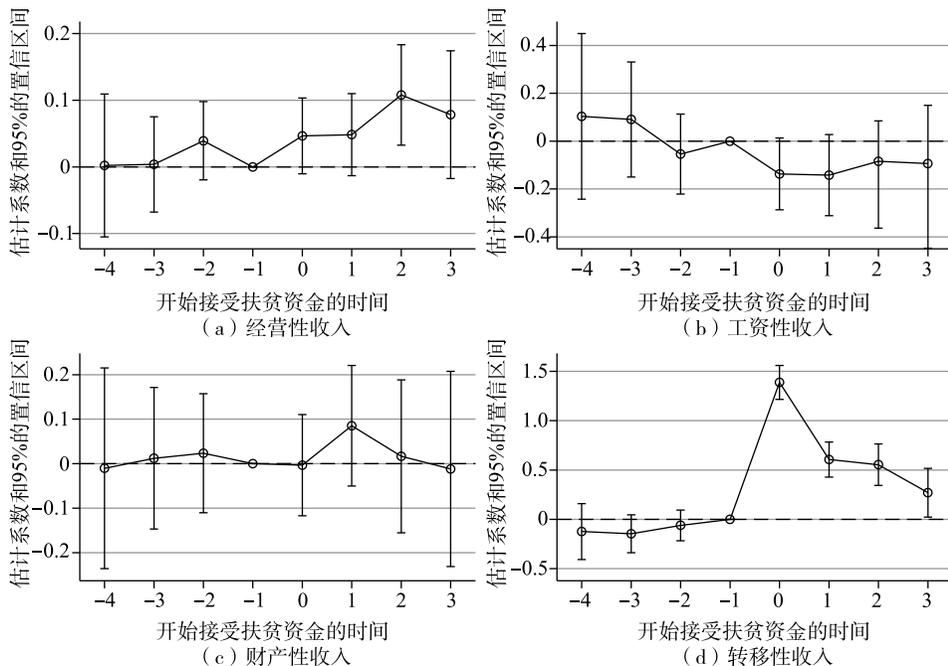 估计系数和95%的置信区间
0.2
0.1
0
−0.1
−4 −3 −2 −1 0 1 2 3
开始接受扶贫资金的时间
（a）经营性收入
估计系数和95%的置信区间
0.4
0.2
0
−0.2
−0.4
−4 −3 −2 −1 0 1 2 3
开始接受扶贫资金的时间
（b）工资性收入
估计系数和95%的置信区间
0.2
0.1
0
−0.1
−0.2
−4 −3 −2 −1 0 1 2 3
开始接受扶贫资金的时间
（c）财产性收入
估计系数和95%的置信区间
1.5
1.0
0.5
0
−0.5
−4 −3 −2 −1 0 1 2 3
开始接受扶贫资金的时间
（d）转移性收入